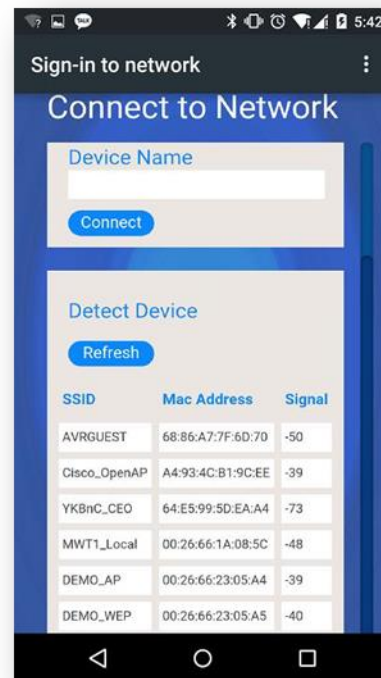 TALK 5:42
Sign-in to network
Connect to Network
Device Name
Connect
Detect Device
Refresh
SSID Mac Address Signal
AVRGUEST 68:86:A7:7F:6D:70 -50
Cisco_OpenAP A4:93:4C:B1:9C:EE -39
YKBnC_CEO 64:E5:99:5D:EA:A4 -73
MWT1_Local 00:26:66:1A:08:5C -48
DEMO_AP 00:26:66:23:05:A4 -39
DEMO_WEP 00:26:66:23:05:A5 -40